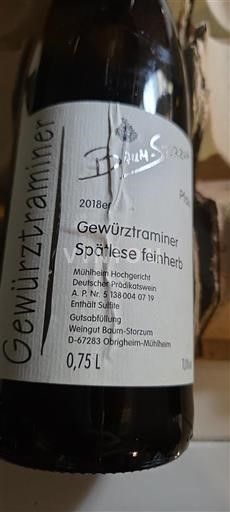 Gewürztraminer
2018er
Gewürztraminer
Spätlese feinherb
Mühlheim Hochgericht
Deutscher Prädikatswein
A. P. Nr. 5 138 004 07 19
Enthält Sulfite
Gutsabfüllung
Weingut Baum-Storzum
D-67283 Obrigheim-Mühlheim
0,75 L